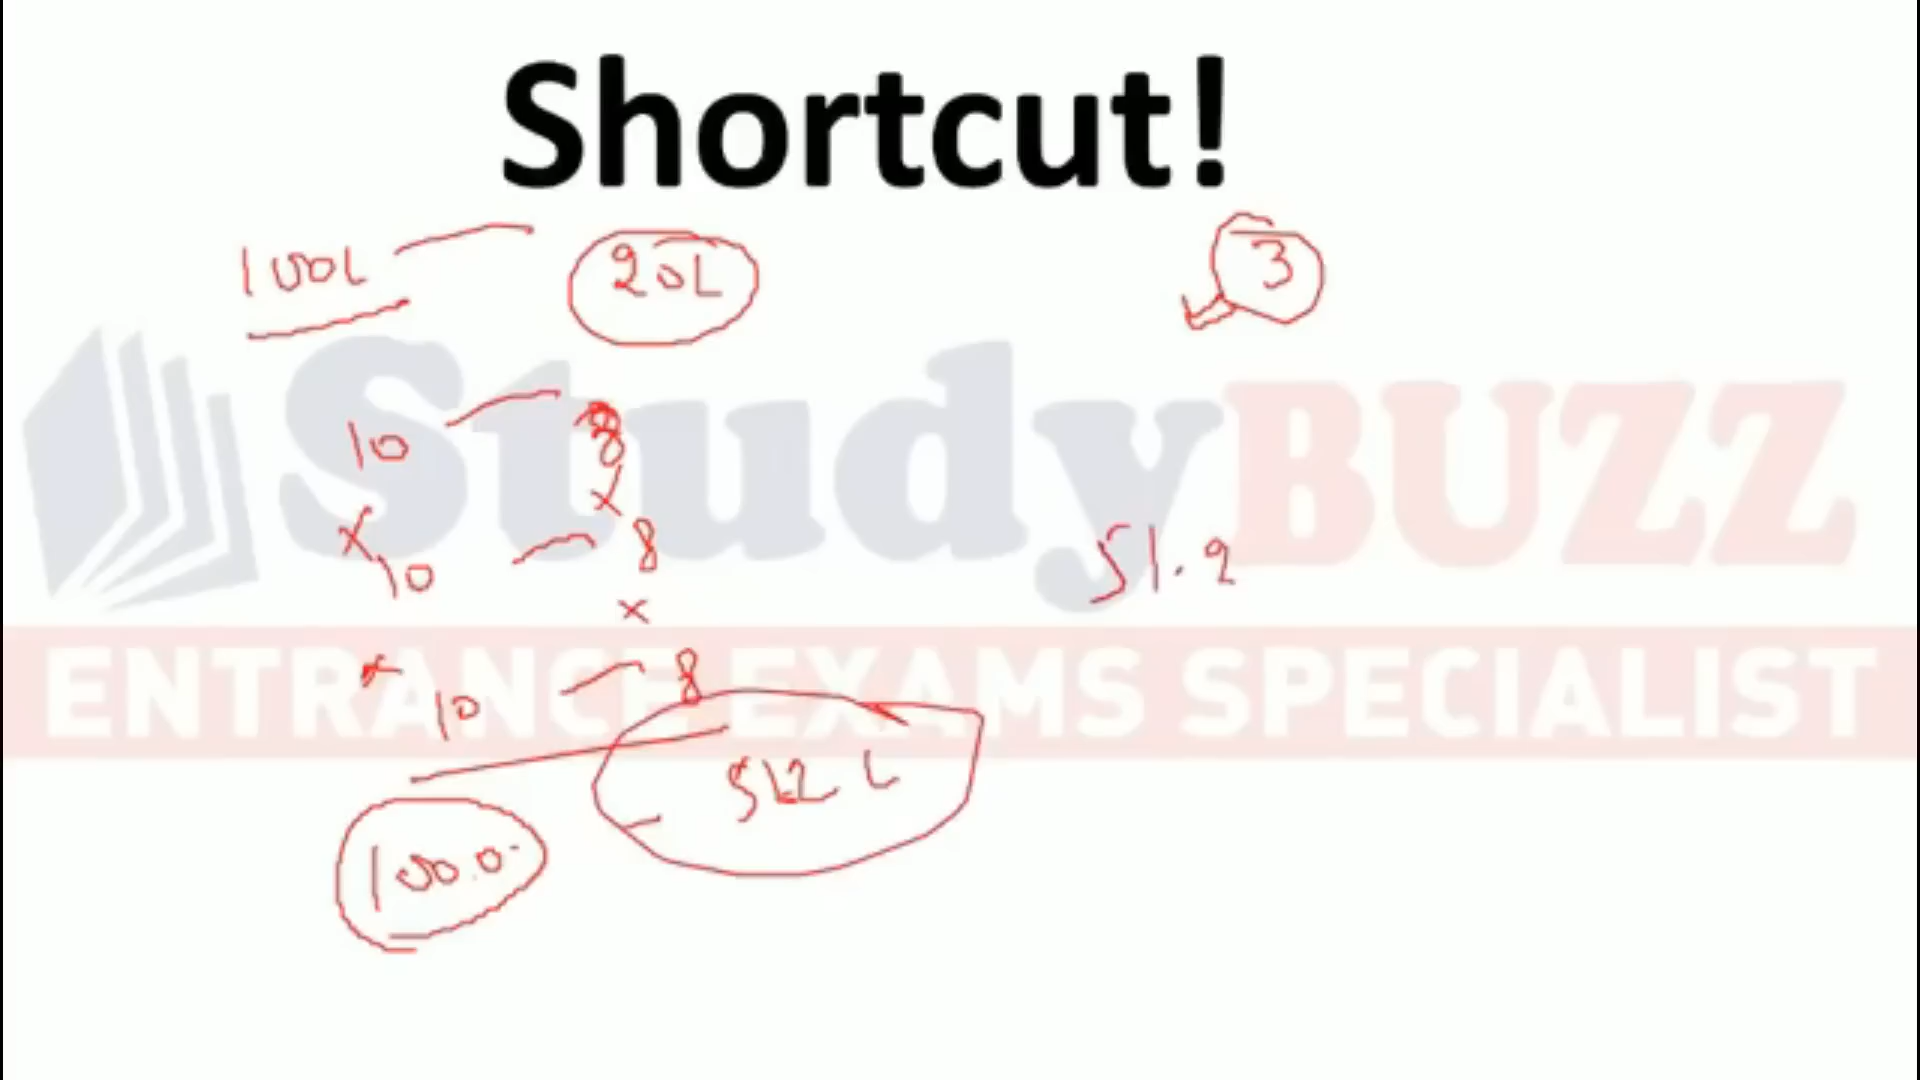 Shortcut!
100L 20L 3
10 8
x x
10 8 51.2
x x
10 8
512 L
100.0
StudyBUZZ
ENTRANCE EXAMS SPECIALIST